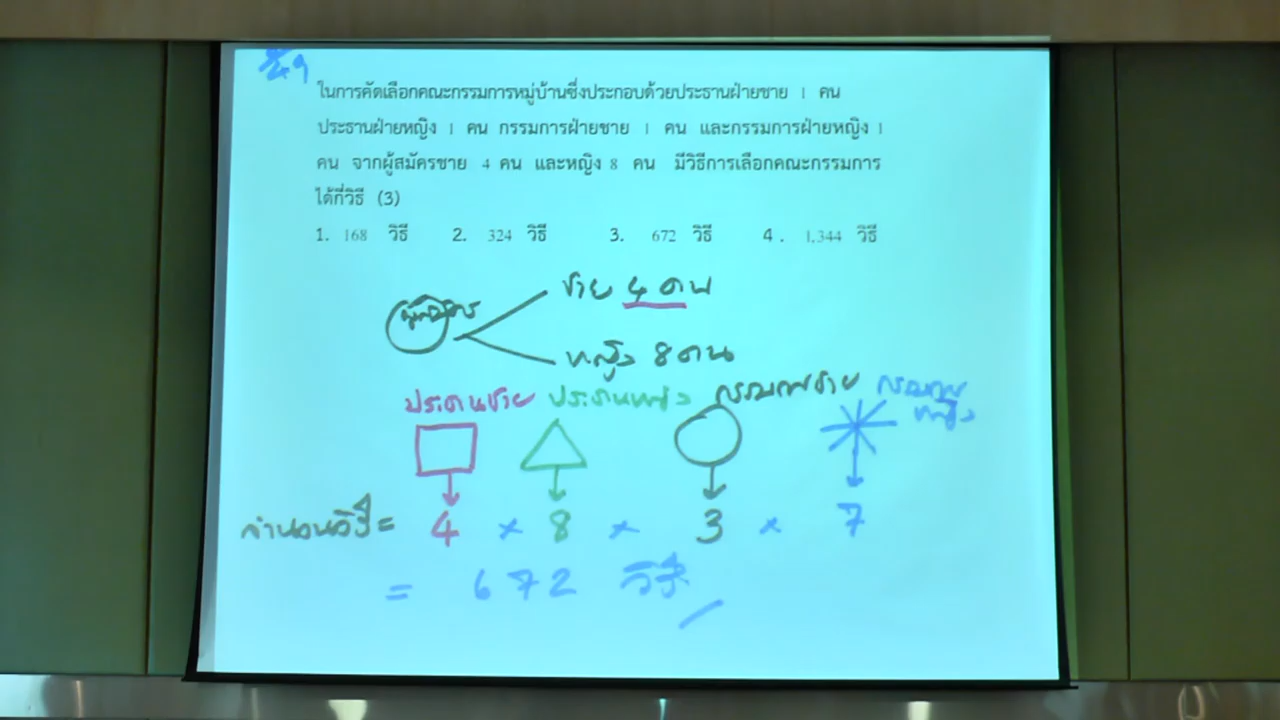 ในการคัดเลือกคณะกรรมการหมู่บ้านซึ่งประกอบด้วยประธานฝ่ายชาย 1 คน
ประธานฝ่ายหญิง 1 คน กรรมการฝ่ายชาย 1 คน และกรรมการฝ่ายหญิง 1
คน จากผู้สมัครชาย 4 คน และหญิง 8 คน มีวิธีการเลือกคณะกรรมการ
ได้กี่วิธี (3)
1. 168 วิธี 2. 324 วิธี 3. 672 วิธี 4. 1,344 วิธี
ชาย 4 คน
ผู้สมัคร
หญิง 8 คน
ประธานชาย ประธานหญิง กรรมการชาย กรรมการ
หญิง
จำนวนวิธี = 4 × 8 × 3 × 7
= 672 วิธี